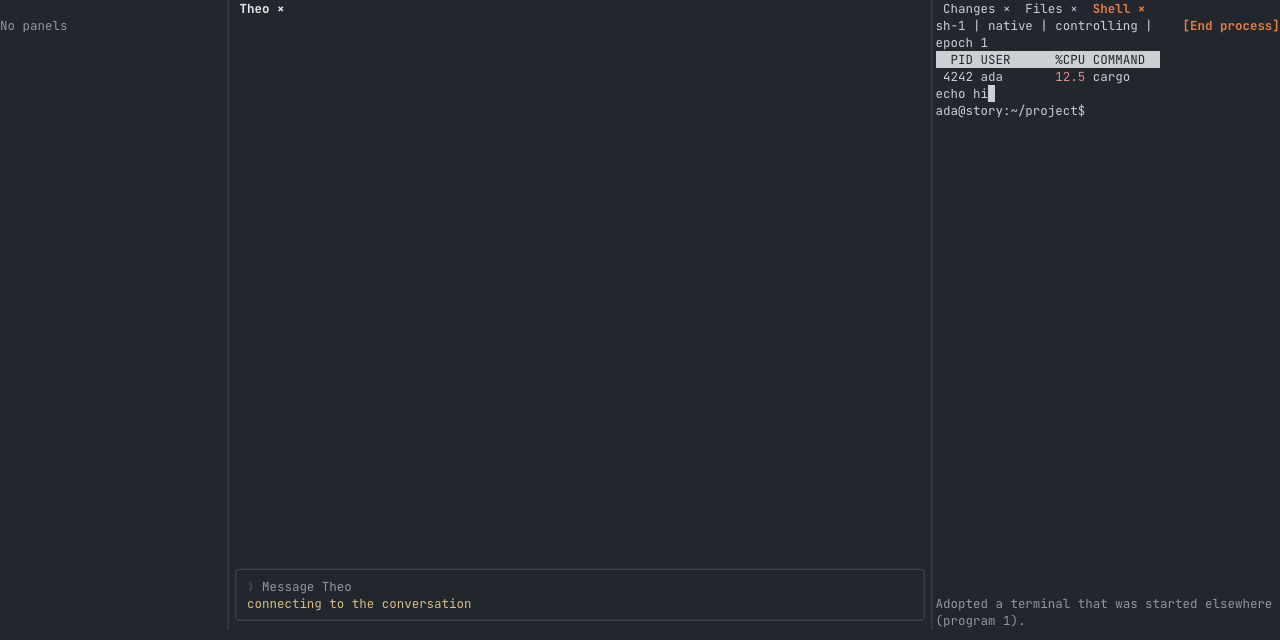 No panels
Theo ×
❭ Message Theo
connecting to the conversation
Changes × Files × Shell ×
sh-1 | native | controlling | [End process]
epoch 1
PID USER %CPU COMMAND
4242 ada 12.5 cargo
echo hi
ada@story:~/project$
Adopted a terminal that was started elsewhere
(program 1).